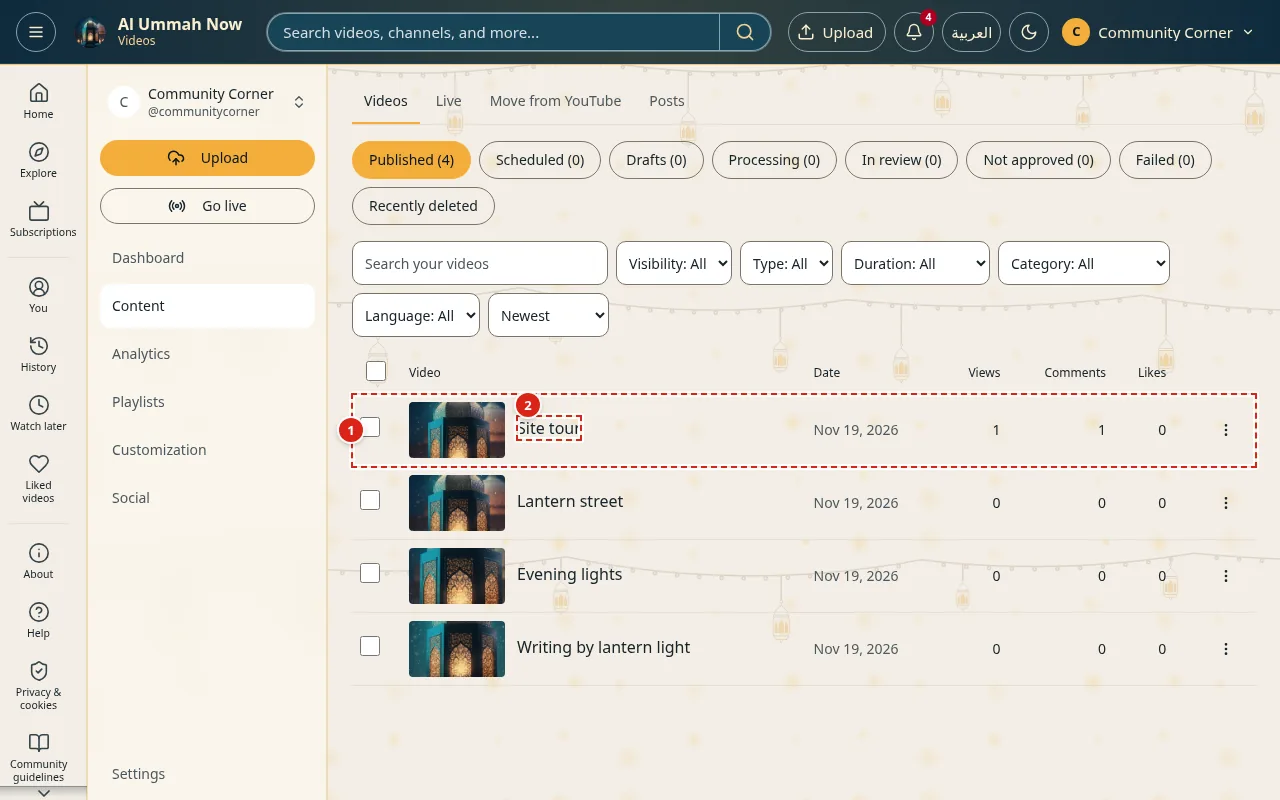 Al Ummah Now
Videos
Search videos, channels, and more...
Upload
4
العربية
C
Community Corner
Home
Explore
Subscriptions
You
History
Watch later
Liked
videos
About
Help
Privacy &
cookies
Community
guidelines
C
Community Corner
@communitycorner
Upload
Go live
Dashboard
Content
Analytics
Playlists
Customization
Social
Settings
Videos Live Move from YouTube Posts
Published (4) Scheduled (0) Drafts (0) Processing (0) In review (0) Not approved (0) Failed (0)
Recently deleted
Search your videos Visibility: All Type: All Duration: All Category: All
Language: All Newest
Video Date Views Comments Likes
1
2
Site tour Nov 19, 2026 1 1 0
Lantern street Nov 19, 2026 0 0 0
Evening lights Nov 19, 2026 0 0 0
Writing by lantern light Nov 19, 2026 0 0 0